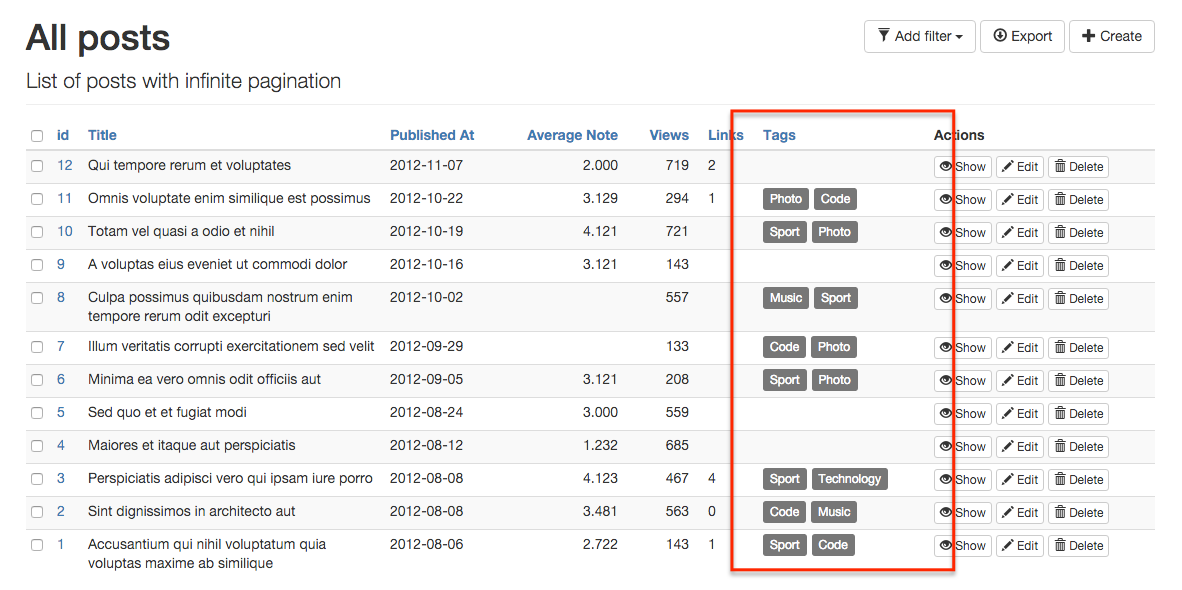 All posts
Add filter
Export
Create
List of posts with infinite pagination
id Title Published At Average Note Views Links Tags Actions
12 Qui tempore rerum et voluptates 2012-11-07 2.000 719 2 Show Edit Delete
11 Omnis voluptate enim similique est possimus 2012-10-22 3.129 294 1 Photo Code Show Edit Delete
10 Totam vel quasi a odio et nihil 2012-10-19 4.121 721 Sport Photo Show Edit Delete
9 A voluptas eius eveniet ut commodi dolor 2012-10-16 3.121 143 Show Edit Delete
8 Culpa possimus quibusdam nostrum enim 2012-10-02 557 Music Sport Show Edit Delete
tempore rerum odit excepturi
7 Illum veritatis corrupti exercitationem sed velit 2012-09-29 133 Code Photo Show Edit Delete
6 Minima ea vero omnis odit officiis aut 2012-09-05 3.121 208 Sport Photo Show Edit Delete
5 Sed quo et et fugiat modi 2012-08-24 3.000 559 Show Edit Delete
4 Maiores et itaque aut perspiciatis 2012-08-12 1.232 685 Show Edit Delete
3 Perspiciatis adipisci vero qui ipsam iure porro 2012-08-08 4.123 467 4 Sport Technology Show Edit Delete
2 Sint dignissimos in architecto aut 2012-08-08 3.481 563 0 Code Music Show Edit Delete
1 Accusantium qui nihil voluptatum quia 2012-08-06 2.722 143 1 Sport Code Show Edit Delete
voluptas maxime ab similique